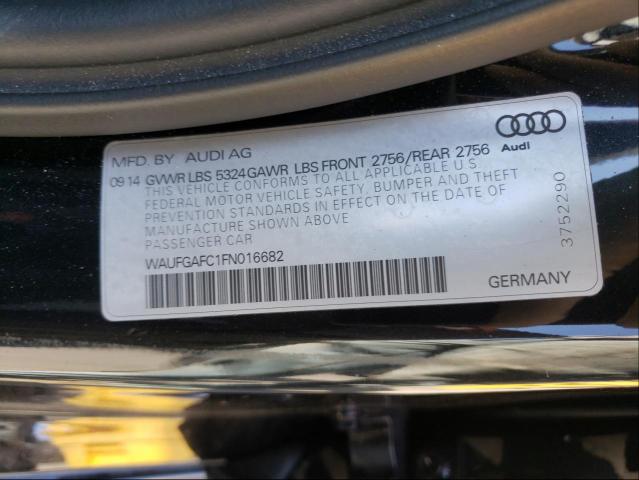 MFD. BY AUDI AG
09 14 GVWR LBS 5324 GAWR LBS FRONT 2756/REAR 2756
THIS VEHICLE CONFORMS TO ALL APPLICABLE U.S.
FEDERAL MOTOR VEHICLE SAFETY, BUMPER AND THEFT
PREVENTION STANDARDS IN EFFECT ON THE DATE OF
MANUFACTURE SHOWN ABOVE
PASSENGER CAR
WAUFGAFC1FN016682
Audi
3752290
GERMANY